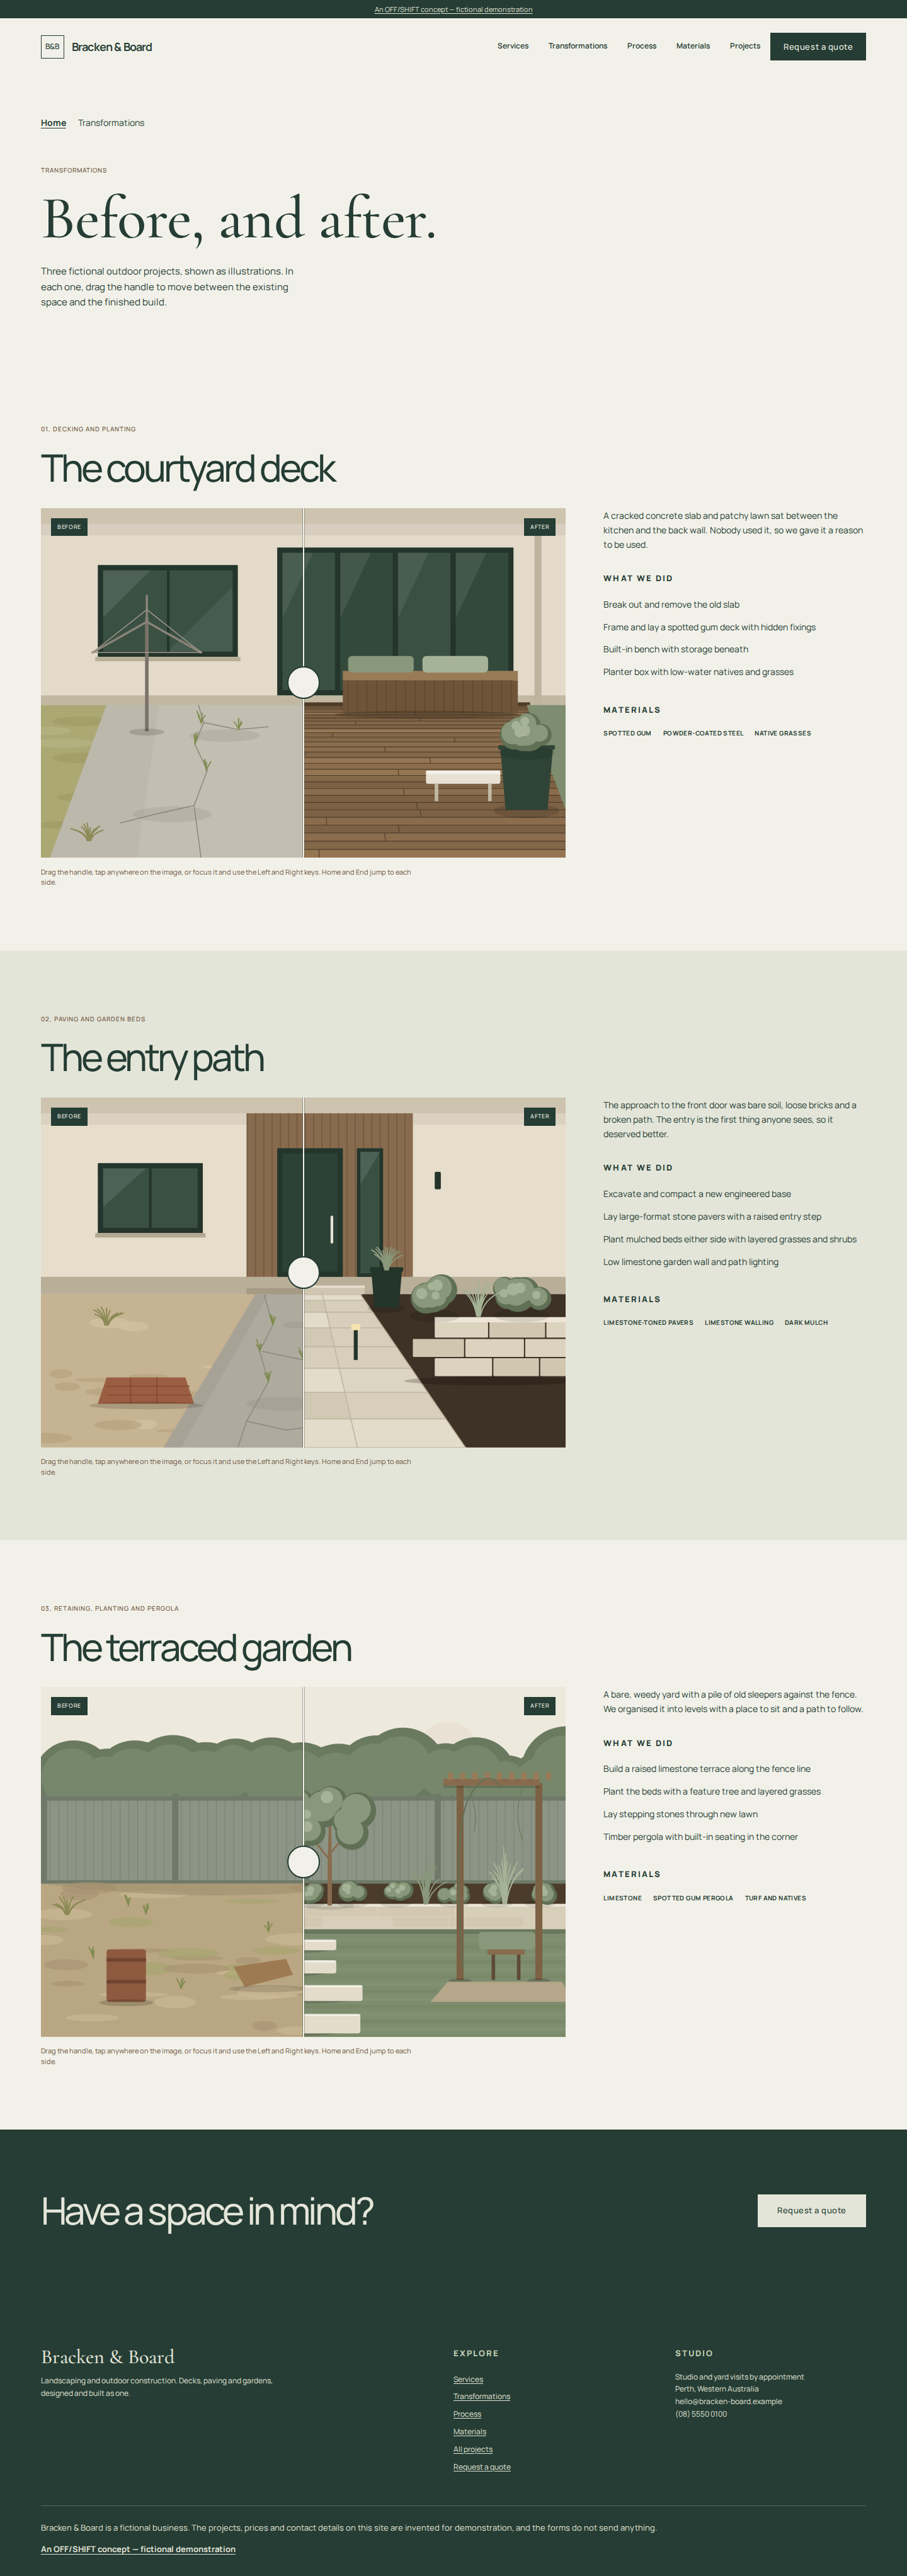 An OFF/SHIFT concept — fictional demonstration
B&B
Bracken & Board
Services
Transformations
Process
Materials
Projects
Request a quote
Home
Transformations
TRANSFORMATIONS
Before, and after.
Three fictional outdoor projects, shown as illustrations. In
each one, drag the handle to move between the existing
space and the finished build.
01, DECKING AND PLANTING
The courtyard deck
BEFORE
AFTER
Drag the handle, tap anywhere on the image, or focus it and use the Left and Right keys. Home and End jump to each
side.
A cracked concrete slab and patchy lawn sat between the
kitchen and the back wall. Nobody used it, so we gave it a reason
to be used.
WHAT WE DID
Break out and remove the old slab
Frame and lay a spotted gum deck with hidden fixings
Built-in bench with storage beneath
Planter box with low-water natives and grasses
MATERIALS
SPOTTED GUM
POWDER-COATED STEEL
NATIVE GRASSES
02, PAVING AND GARDEN BEDS
The entry path
BEFORE
AFTER
Drag the handle, tap anywhere on the image, or focus it and use the Left and Right keys. Home and End jump to each
side.
The approach to the front door was bare soil, loose bricks and a
broken path. The entry is the first thing anyone sees, so it
deserved better.
WHAT WE DID
Excavate and compact a new engineered base
Lay large-format stone pavers with a raised entry step
Plant mulched beds either side with layered grasses and shrubs
Low limestone garden wall and path lighting
MATERIALS
LIMESTONE-TONED PAVERS
LIMESTONE WALLING
DARK MULCH
03, RETAINING, PLANTING AND PERGOLA
The terraced garden
BEFORE
AFTER
Drag the handle, tap anywhere on the image, or focus it and use the Left and Right keys. Home and End jump to each
side.
A bare, weedy yard with a pile of old sleepers against the fence.
We organised it into levels with a place to sit and a path to follow.
WHAT WE DID
Build a raised limestone terrace along the fence line
Plant the beds with a feature tree and layered grasses
Lay stepping stones through new lawn
Timber pergola with built-in seating in the corner
MATERIALS
LIMESTONE
SPOTTED GUM PERGOLA
TURF AND NATIVES
Have a space in mind?
Request a quote
Bracken & Board
Landscaping and outdoor construction. Decks, paving and gardens,
designed and built as one.
EXPLORE
Services
Transformations
Process
Materials
All projects
Request a quote
STUDIO
Studio and yard visits by appointment
Perth, Western Australia
hello@bracken-board.example
(08) 5550 0100
Bracken & Board is a fictional business. The projects, prices and contact details on this site are invented for demonstration, and the forms do not send anything.
An OFF/SHIFT concept — fictional demonstration